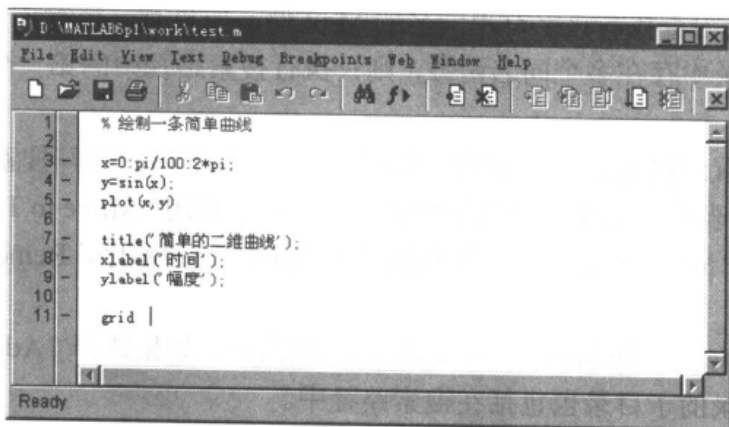 D:\MATLAB6p1\work\test.m
File Edit View Text Debug Breakpoints Web Window Help
1 % 绘制一条简单曲线
2
3 - x=0:pi/100:2*pi;
4 - y=sin(x);
5 - plot(x,y)
6
7 - title('简单的二维曲线');
8 - xlabel('时间');
9 - ylabel('幅度');
10
11 - grid
Ready